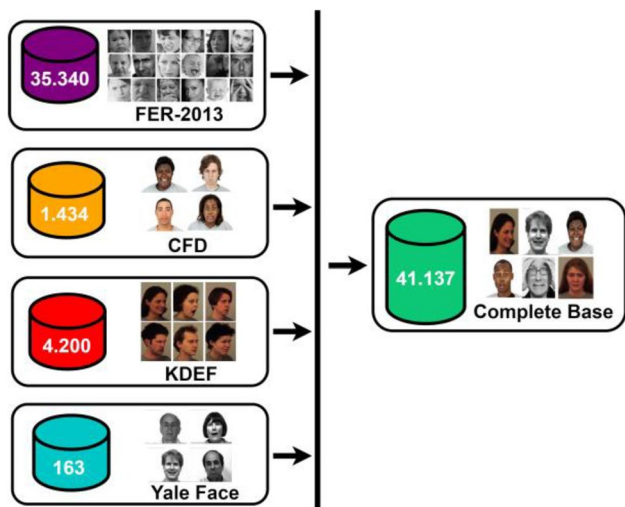 35.340
FER-2013
1.434
CFD
41.137
Complete Base
4.200
KDEF
163
Yale Face